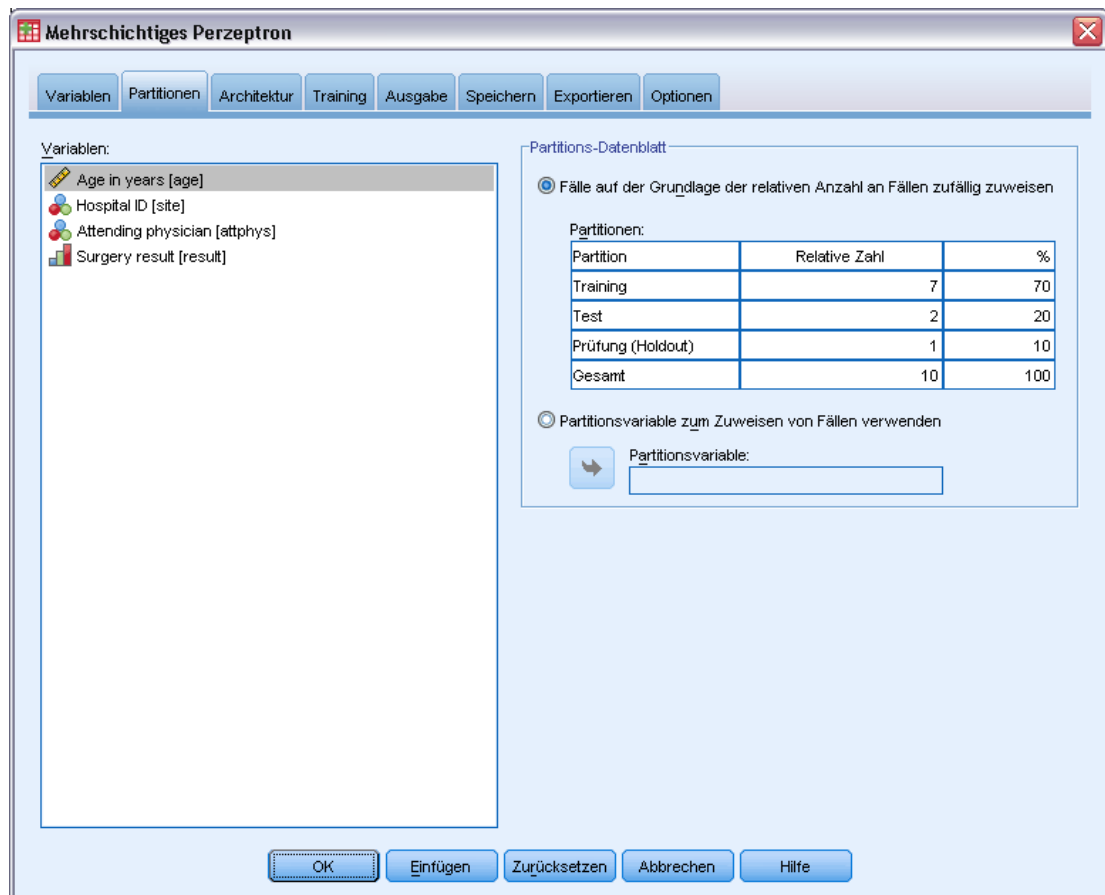 Mehrschichtiges Perzeptron
Variablen Partitionen Architektur Training Ausgabe Speichern Exportieren Optionen
Variablen:
Age in years [age]
Hospital ID [site]
Attending physician [attphys]
Surgery result [result]
Partitions-Datenblatt
Fälle auf der Grundlage der relativen Anzahl an Fällen zufällig zuweisen
Partitionen:
Partition Relative Zahl %
Training 7 70
Test 2 20
Prüfung (Holdout) 1 10
Gesamt 10 100
Partitionsvariable zum Zuweisen von Fällen verwenden
Partitionsvariable:
OK Einfügen Zurücksetzen Abbrechen Hilfe